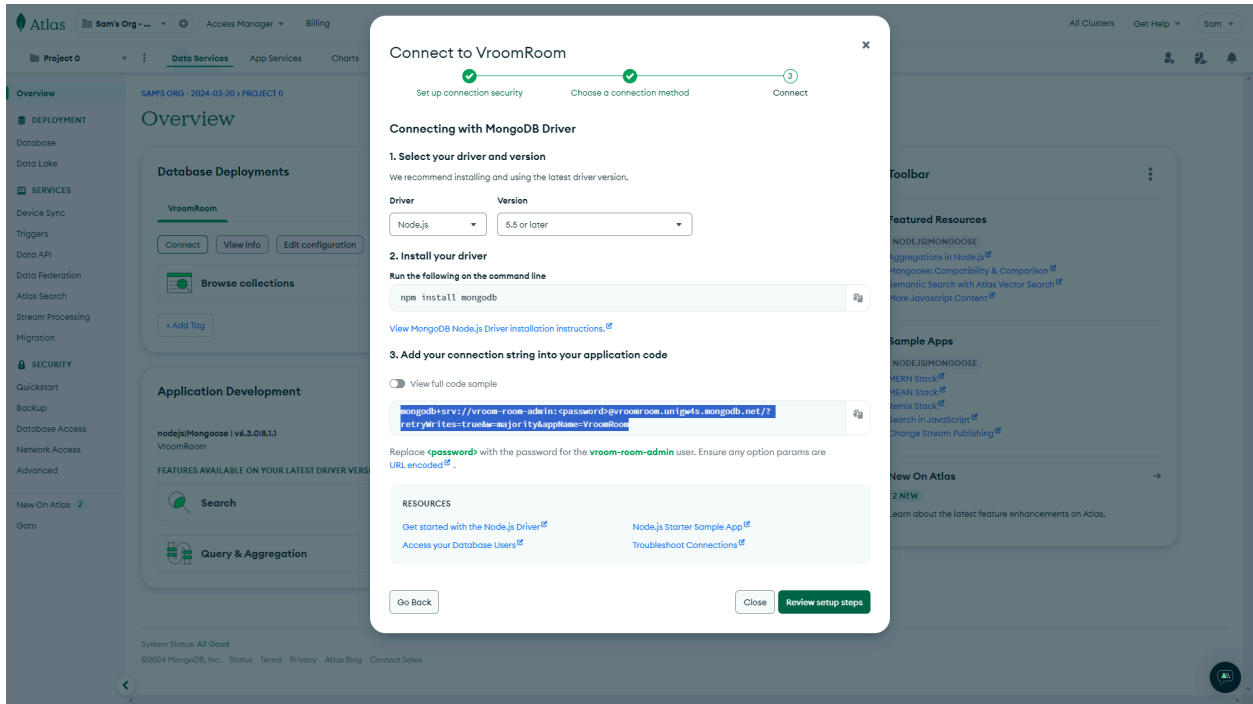 Atlas
Sam's Org - ...
Access Manager
Billing
All Clusters
Get Help
Sam
Project 0
Data Services
App Services
Charts
Overview
DEPLOYMENT
Database
Data Lake
SERVICES
Device Sync
Triggers
Data API
Data Federation
Atlas Search
Stream Processing
Migration
SECURITY
Quickstart
Backup
Database Access
Network Access
Advanced
New On Atlas 2
Goto
SAM'S ORG - 2024-03-20 > PROJECT 0
Overview
Database Deployments
VroomRoom
Connect
View info
Edit configuration
Browse collections
+ Add Tag
Application Development
nodejs|Mongoose | v6.3.0|8.1.1
VroomRoom
FEATURES AVAILABLE ON YOUR LATEST DRIVER VERS
Search
Query & Aggregation
System Status: All Good
©2024 MongoDB, Inc. Status Terms Privacy Atlas Blog Contact Sales
Connect to VroomRoom
Set up connection security
Choose a connection method
3
Connect
Connecting with MongoDB Driver
1. Select your driver and version
We recommend installing and using the latest driver version.
Driver
Version
Node.js
5.5 or later
2. Install your driver
Run the following on the command line
npm install mongodb
View MongoDB Node.js Driver installation instructions.
3. Add your connection string into your application code
View full code sample
mongodb+srv://vroom-room-admin:<password>@vroomroom.unigw4s.mongodb.net/?
retryWrites=true&w=majority&appName=VroomRoom
Replace <password> with the password for the vroom-room-admin user. Ensure any option params are
URL encoded .
RESOURCES
Get started with the Node.js Driver
Node.js Starter Sample App
Access your Database Users
Troubleshoot Connections
Go Back
Close
Review setup steps
Toolbar
Featured Resources
NODEJS|MONGOOSE
Aggregations in Node.js
Mongoose: Compatibility & Comparison
Semantic Search with Atlas Vector Search
More Javascript Content
Sample Apps
NODEJS|MONGOOSE
MERN Stack
MEAN Stack
Remix Stack
Search in JavaScript
Change Stream Publishing
New On Atlas
2 NEW
Learn about the latest feature enhancements on Atlas.